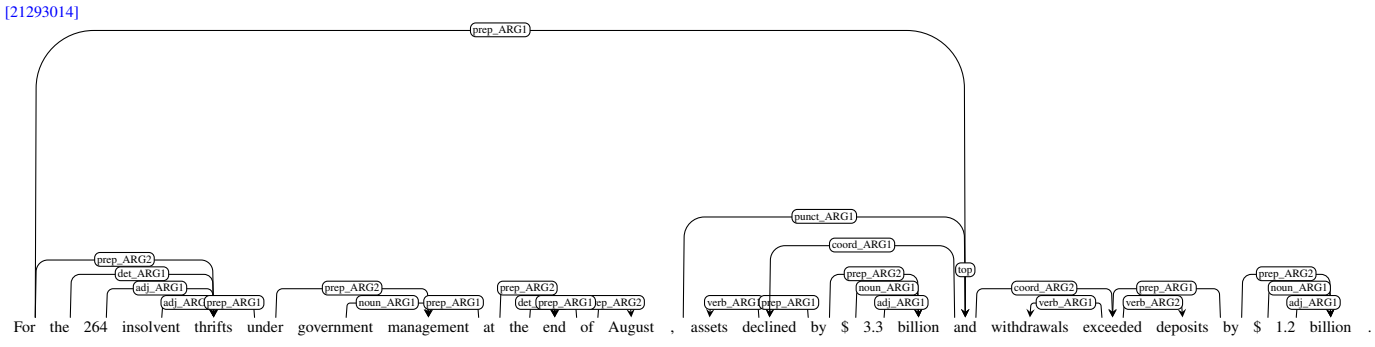 [21293014]
prep_ARG1
punct_ARG1
coord_ARG1
prep_ARG2
det_ARG1 top
adj_ARG1 prep_ARG2 prep_ARG2 prep_ARG2 noun_ARG1 coord_ARG2 prep_ARG1 prep_ARG2 noun_ARG1
prep_ARG1 noun_ARG1 prep_ARG1 prep_ARG1 adj_ARG1 verb_ARG1 verb_ARG2 adj_ARG1
For the 264 insolvent thrifts under government management at the end of August , assets declined by $ 3.3 billion and withdrawals exceeded deposits by $ 1.2 billion .